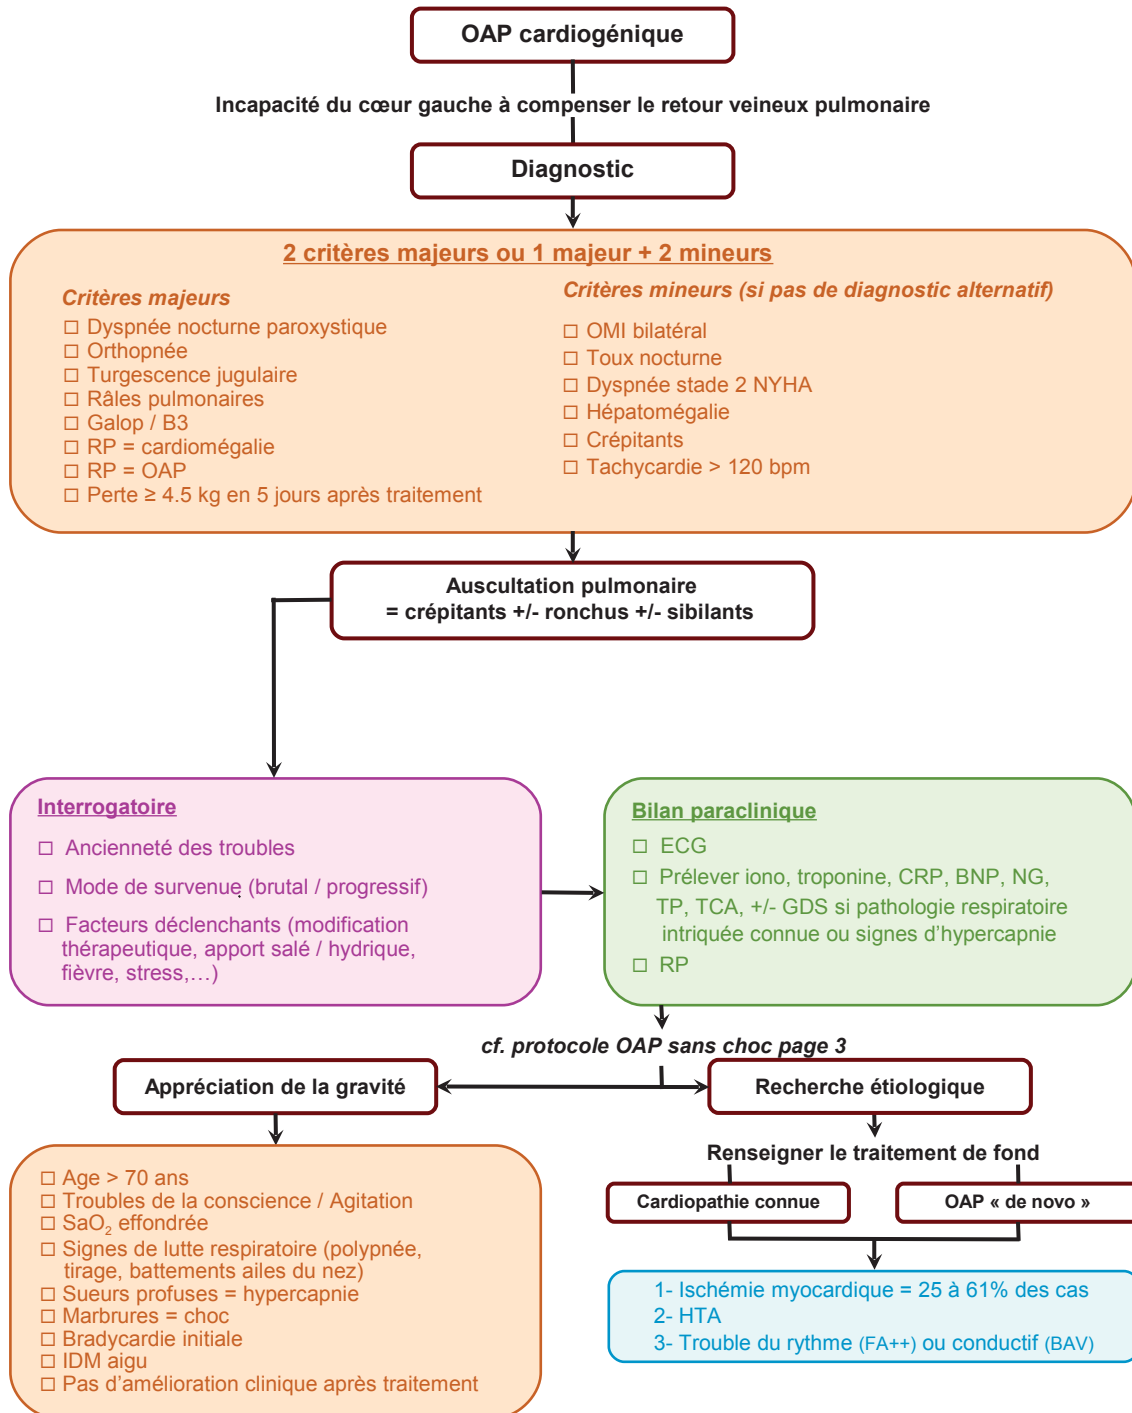 OAP cardiogénique
Incapacité du cœur gauche à compenser le retour veineux pulmonaire
Diagnostic
2 critères majeurs ou 1 majeur + 2 mineurs
Critères majeurs
☐ Dyspnée nocturne paroxystique
☐ Orthopnée
☐ Turgescence jugulaire
☐ Râles pulmonaires
☐ Galop / B3
☐ RP = cardiomégalie
☐ RP = OAP
☐ Perte ≥ 4.5 kg en 5 jours après traitement
Critères mineurs (si pas de diagnostic alternatif)
☐ OMI bilatéral
☐ Toux nocturne
☐ Dyspnée stade 2 NYHA
☐ Hépatomégalie
☐ Crépitants
☐ Tachycardie > 120 bpm
Auscultation pulmonaire
= crépitants +/- ronchus +/- sibilants
Interrogatoire
☐ Ancienneté des troubles
☐ Mode de survenue (brutal / progressif)
☐ Facteurs déclenchants (modification
thérapeutique, apport salé / hydrique,
fièvre, stress,…)
Bilan paraclinique
☐ ECG
☐ Prélever iono, troponine, CRP, BNP, NG,
TP, TCA, +/- GDS si pathologie respiratoire
intriquée connue ou signes d'hypercapnie
☐ RP
cf. protocole OAP sans choc page 3
Appréciation de la gravité
Recherche étiologique
☐ Age > 70 ans
☐ Troubles de la conscience / Agitation
☐ SaO₂ effondrée
☐ Signes de lutte respiratoire (polypnée,
tirage, battements ailes du nez)
☐ Sueurs profuses = hypercapnie
☐ Marbrures = choc
☐ Bradycardie initiale
☐ IDM aigu
☐ Pas d'amélioration clinique après traitement
Renseigner le traitement de fond
Cardiopathie connue
OAP « de novo »
1- Ischémie myocardique = 25 à 61% des cas
2- HTA
3- Trouble du rythme (FA++) ou conductif (BAV)